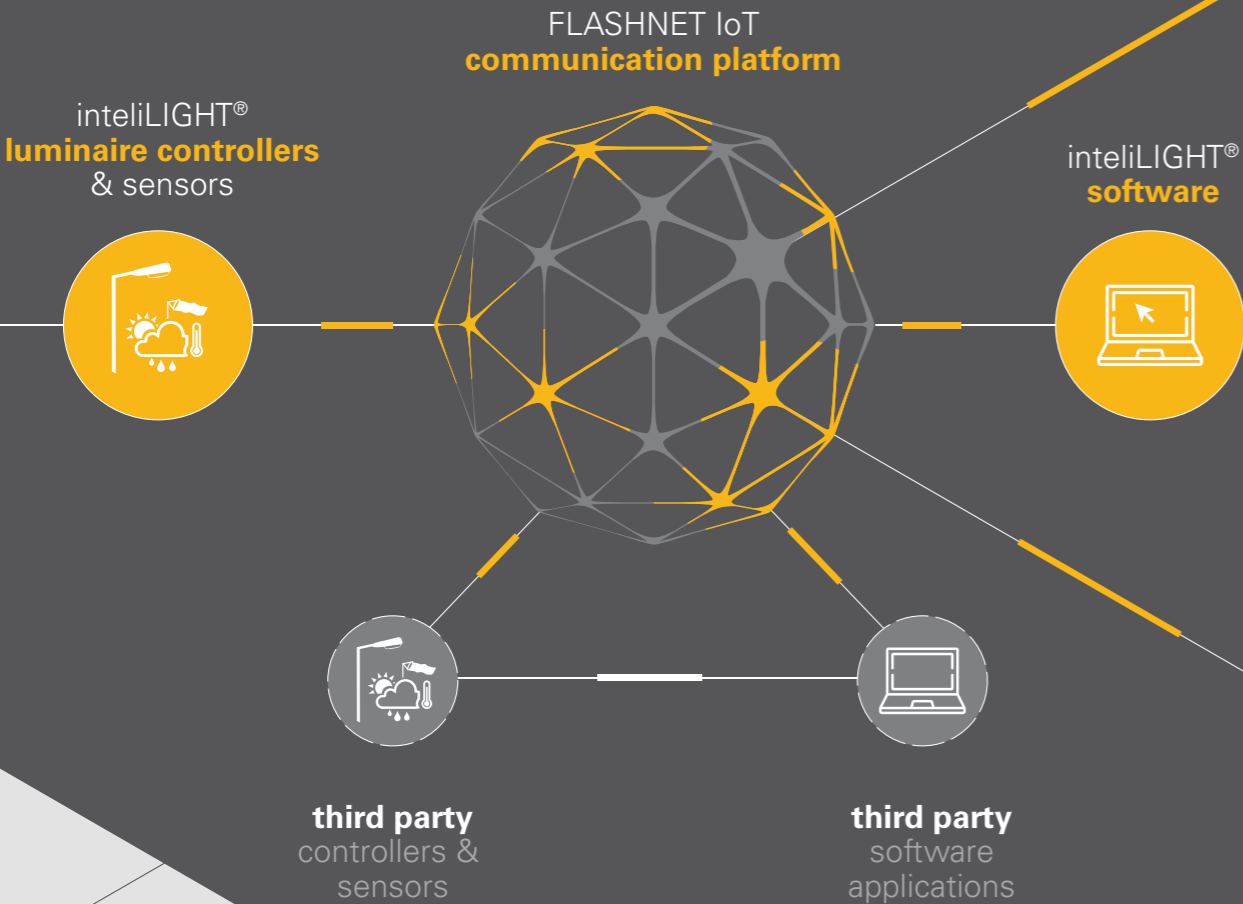 FLASHNET IoT
communication platform
inteliLIGHT®
luminaire controllers
& sensors
inteliLIGHT®
software
third party
controllers &
sensors
third party
software
applications